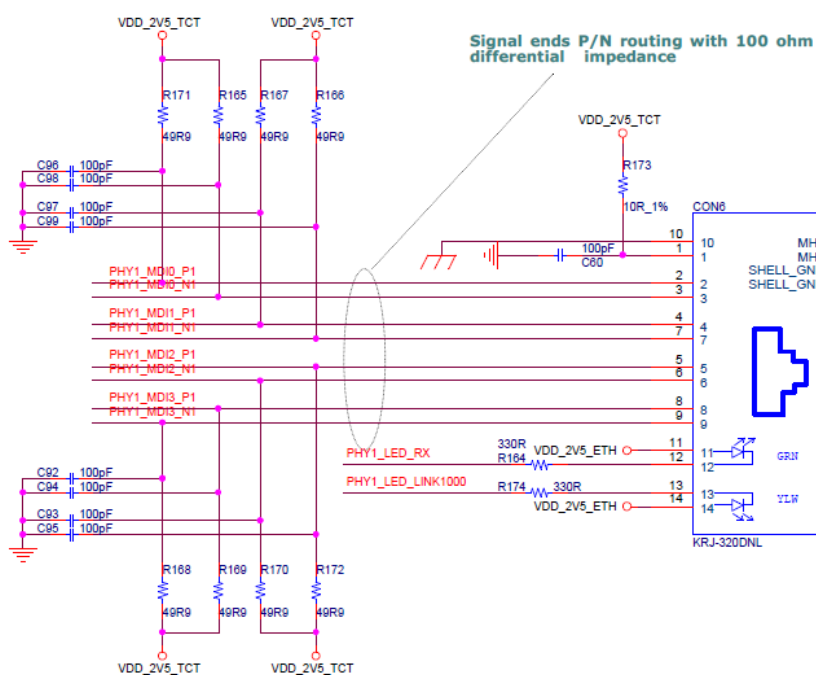 VDD_2V5_TCT VDD_2V5_TCT
Signal ends P/N routing with 100 ohm
differential impedance
R171 R165 R167 R166
49R9 49R9 49R9 49R9
VDD_2V5_TCT
R173
10R_1%
C96 100pF
C98 100pF
C97 100pF
C99 100pF
CON6
10 10 MH
100pF 1 1 MH
C60
SHELL_GN
SHELL_GN
PHY1_MDI0_P1 2 2
PHY1_MDI0_N1 3 3
PHY1_MDI1_P1 4 4
PHY1_MDI1_N1 7 7
PHY1_MDI2_P1 5 5
PHY1_MDI2_N1 6 6
PHY1_MDI3_P1 8 8
PHY1_MDI3_N1 9 9
PHY1_LED_RX 330R VDD_2V5_ETH 11 11
R164 12 12 GRN
PHY1_LED_LINK1000 R174 330R 13 13 YLW
VDD_2V5_ETH 14 14
KRJ-320DNL
C92 100pF
C94 100pF
C93 100pF
C95 100pF
R168 R169 R170 R172
49R9 49R9 49R9 49R9
VDD_2V5_TCT VDD_2V5_TCT